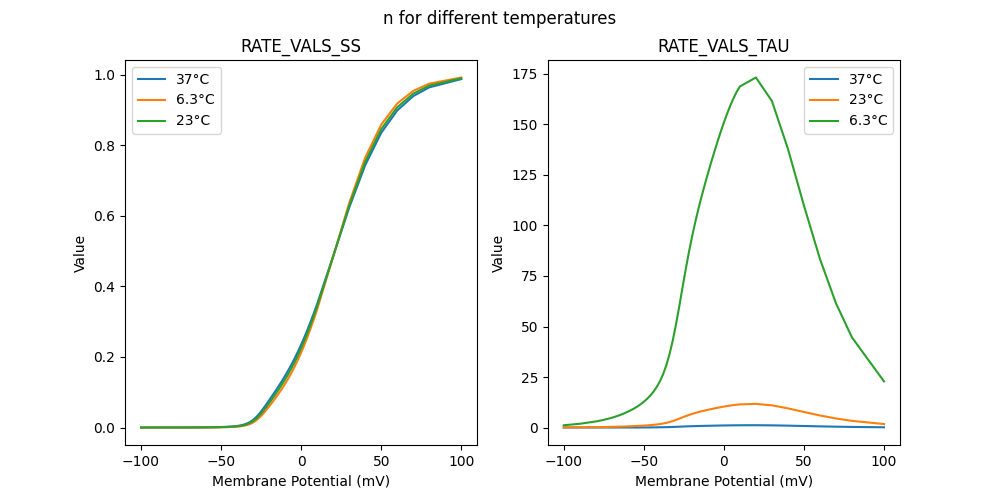 n for different temperatures
RATE_VALS_SS
1.0
0.8
0.6
0.4
0.2
0.0
Value
37°C
6.3°C
23°C
−100
−50
0
50
100
Membrane Potential (mV)
RATE_VALS_TAU
175
150
125
100
75
50
25
0
Value
37°C
23°C
6.3°C
−100
−50
0
50
100
Membrane Potential (mV)